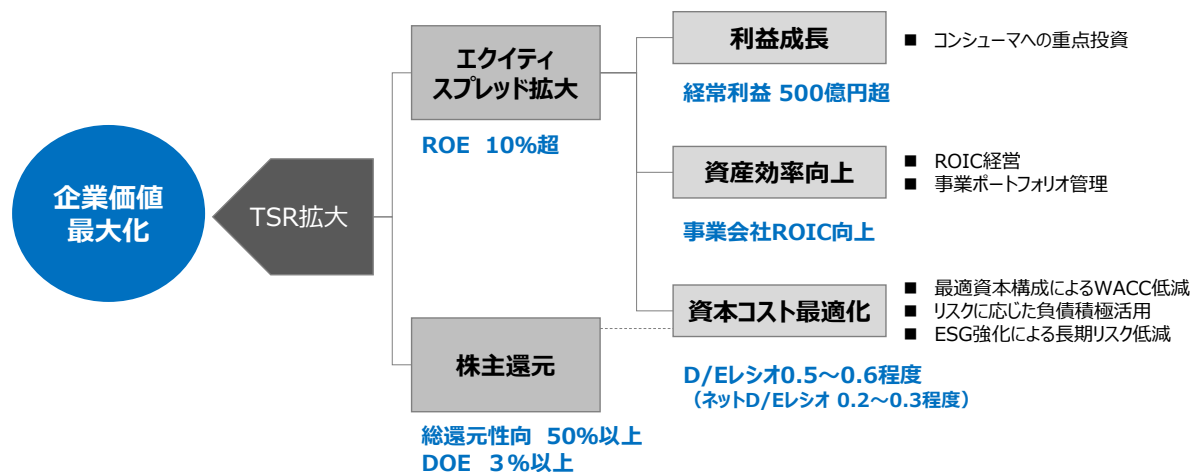 企業価値
最大化
TSR拡大
エクイティ
スプレッド拡大
ROE 10%超
株主還元
総還元性向 50%以上
DOE ３%以上
利益成長
経常利益 500億円超
■ コンシューマへの重点投資
資産効率向上
事業会社ROIC向上
■ ROIC経営
■ 事業ポートフォリオ管理
資本コスト最適化
D/Eレシオ0.5～0.6程度
（ネットD/Eレシオ 0.2～0.3程度）
■ 最適資本構成によるWACC低減
■ リスクに応じた負債積極活用
■ ESG強化による長期リスク低減